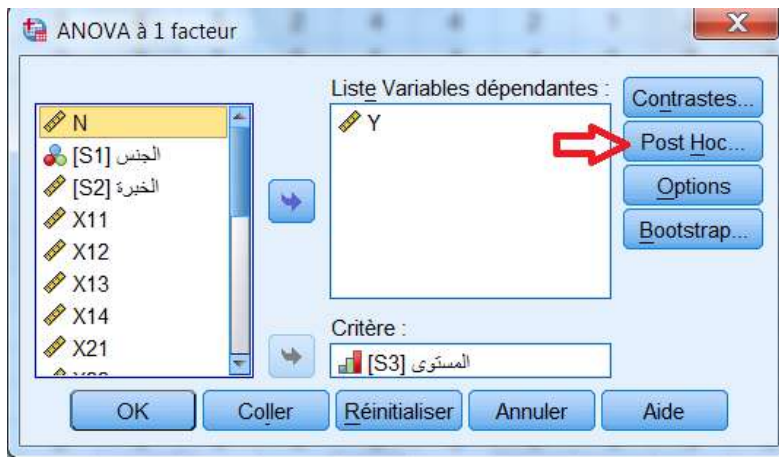 ANOVA à 1 facteur
N
الجنس [S1]
الخبرة [S2]
X11
X12
X13
X14
X21
Liste Variables dépendantes :
Y
Critère :
المستوى [S3]
Contrastes...
Post Hoc...
Options
Bootstrap...
OK
Coller
Réinitialiser
Annuler
Aide